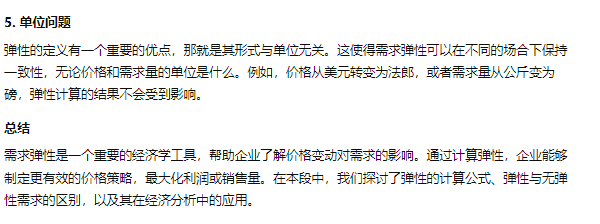 5. 单位问题
弹性的定义有一个重要的优点，那就是其形式与单位无关。这使得需求弹性可以在不同的场合下保持
一致性，无论价格和需求量的单位是什么。例如，价格从美元转变为法郎，或者需求量从公斤变为
磅，弹性计算的结果不会受到影响。
总结
需求弹性是一个重要的经济学工具，帮助企业了解价格变动对需求的影响。通过计算弹性，企业能够
制定更有效的价格策略，最大化利润或销售量。在本段中，我们探讨了弹性的计算公式、弹性与无弹
性需求的区别，以及其在经济分析中的应用。